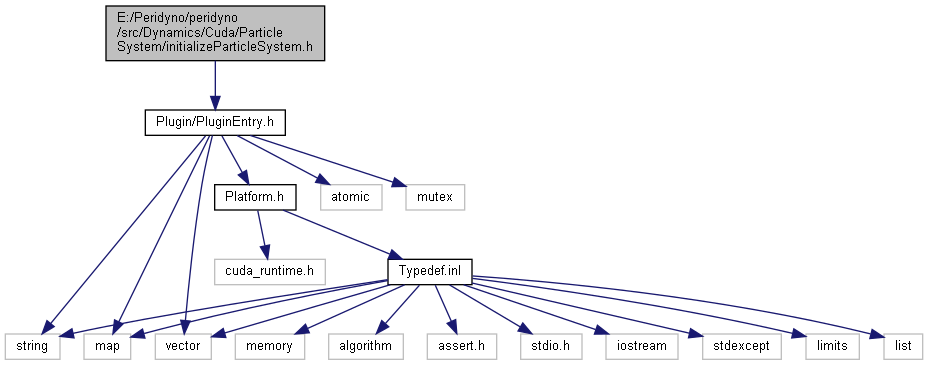 E:/Peridyno/peridyno
/src/Dynamics/Cuda/Particle
System/initializeParticleSystem.h
Plugin/PluginEntry.h
Platform.h
atomic
mutex
cuda_runtime.h
Typedef.inl
string
map
vector
memory
algorithm
assert.h
stdio.h
iostream
stdexcept
limits
list